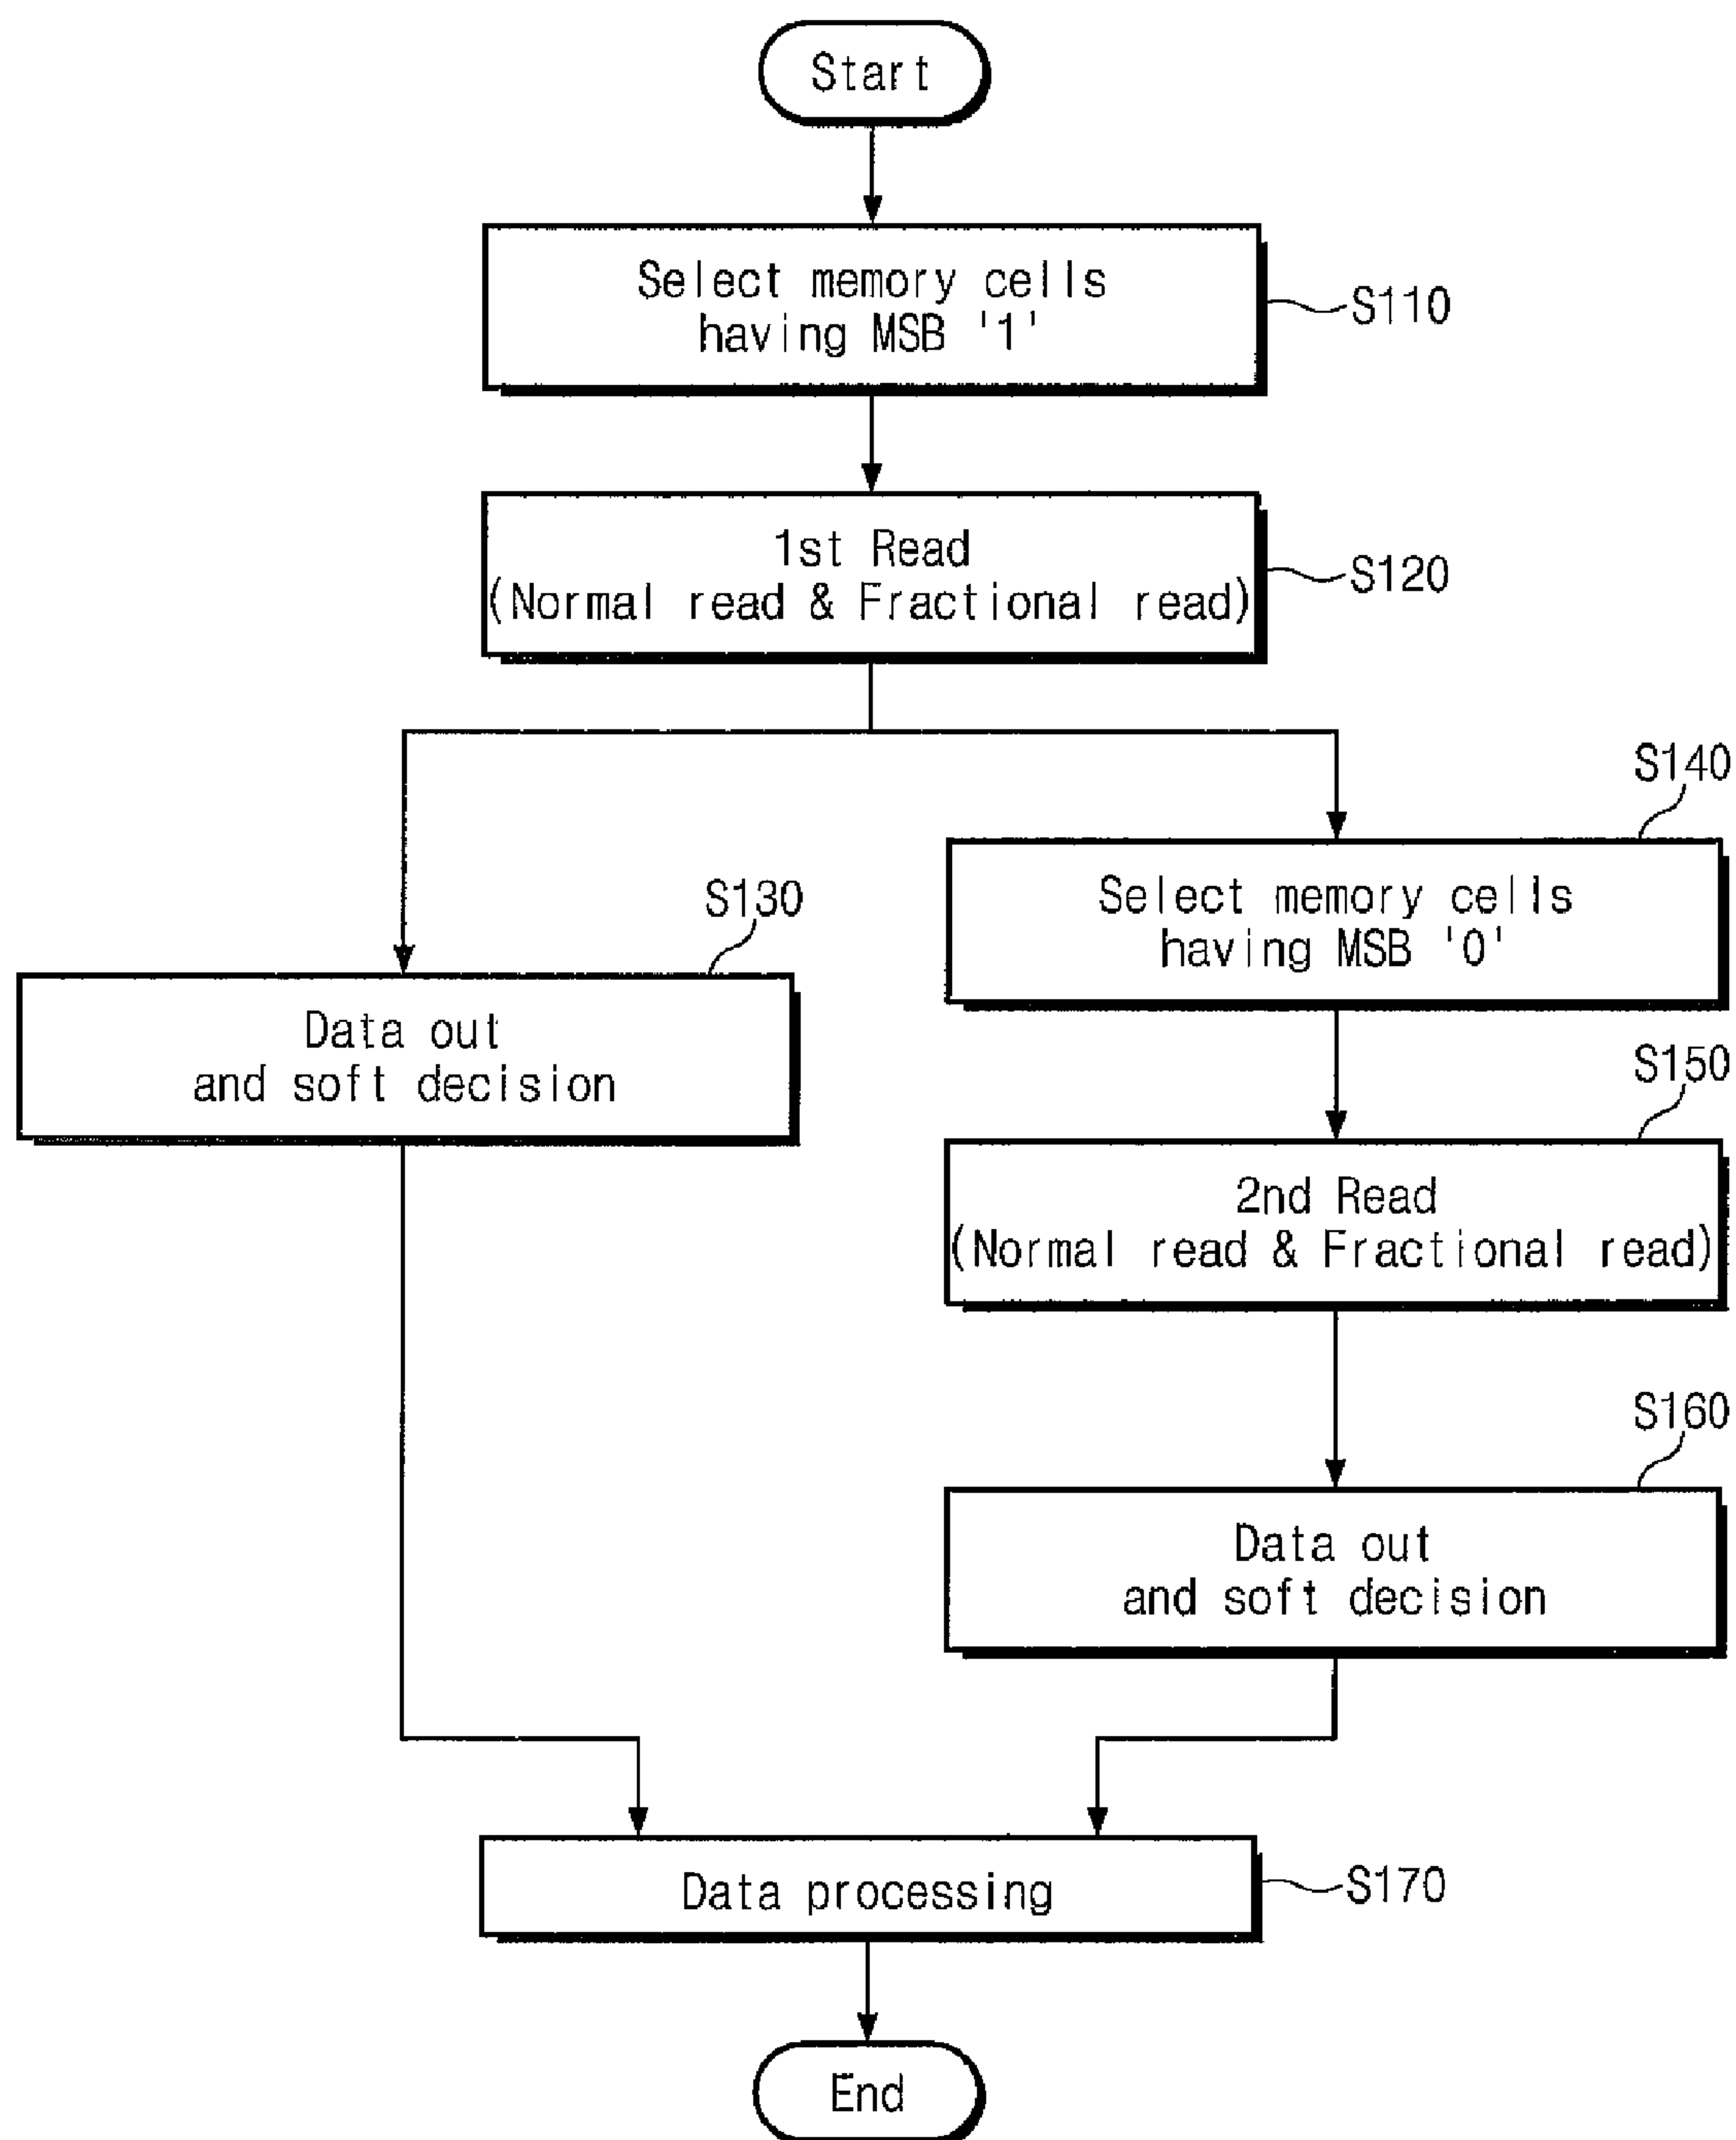 Start
Select memory cells
having MSB '1'
S110
1st Read
(Normal read & Fractional read)
S120
S140
Select memory cells
having MSB '0'
S130
Data out
and soft decision
S150
2nd Read
(Normal read & Fractional read)
S160
Data out
and soft decision
Data processing
S170
End